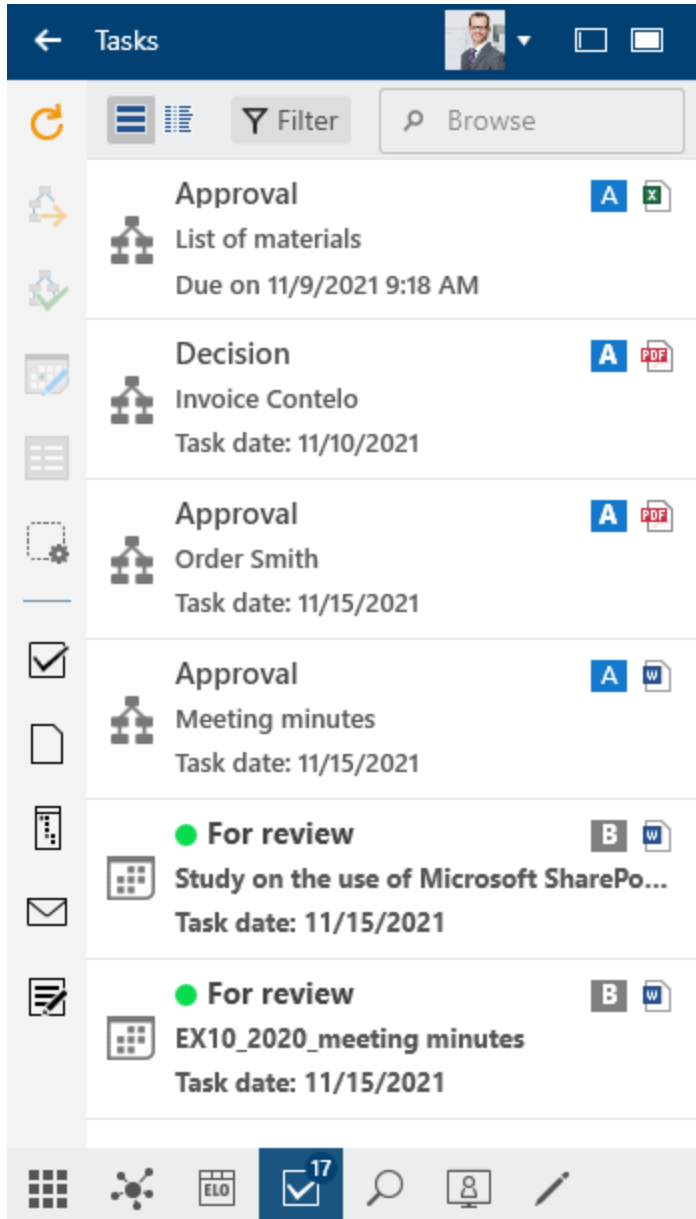 Tasks
Filter
Browse
Approval A X
List of materials
Due on 11/9/2021 9:18 AM
Decision A PDF
Invoice Contelo
Task date: 11/10/2021
Approval A PDF
Order Smith
Task date: 11/15/2021
Approval A W
Meeting minutes
Task date: 11/15/2021
For review B W
Study on the use of Microsoft SharePo...
Task date: 11/15/2021
For review B W
EX10_2020_meeting minutes
Task date: 11/15/2021
ELO 17